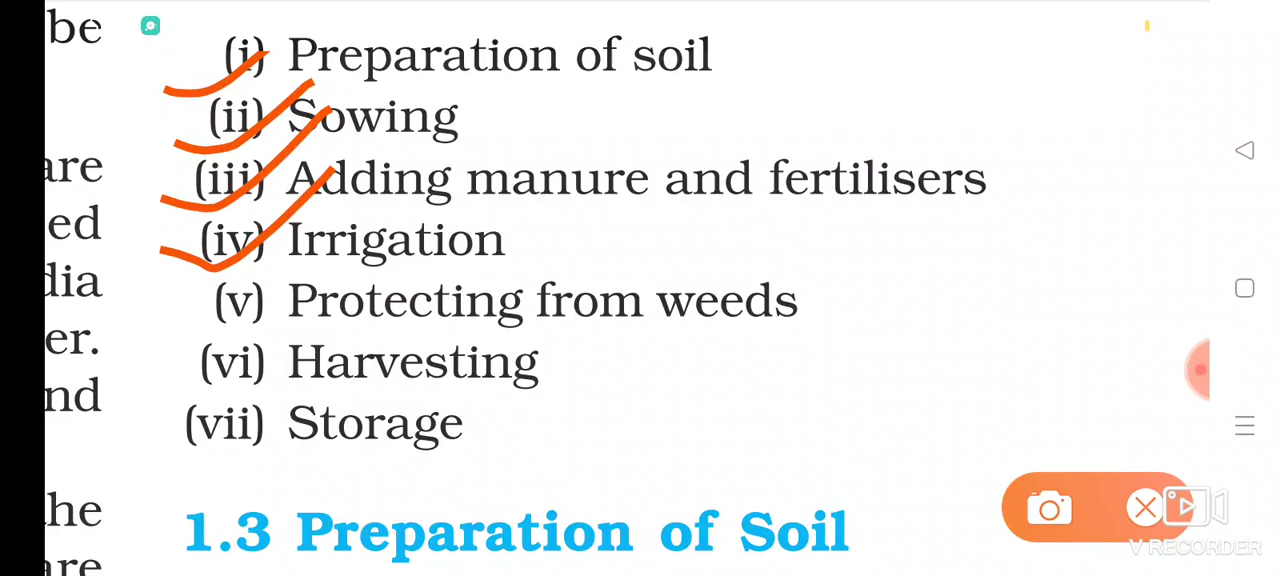 be
(i) Preparation of soil
(ii) Sowing
are
(iii) Adding manure and fertilisers
ed
(iv) Irrigation
dia
(v) Protecting from weeds
er.
(vi) Harvesting
nd
(vii) Storage
he
1.3 Preparation of Soil
are
V RECORDER